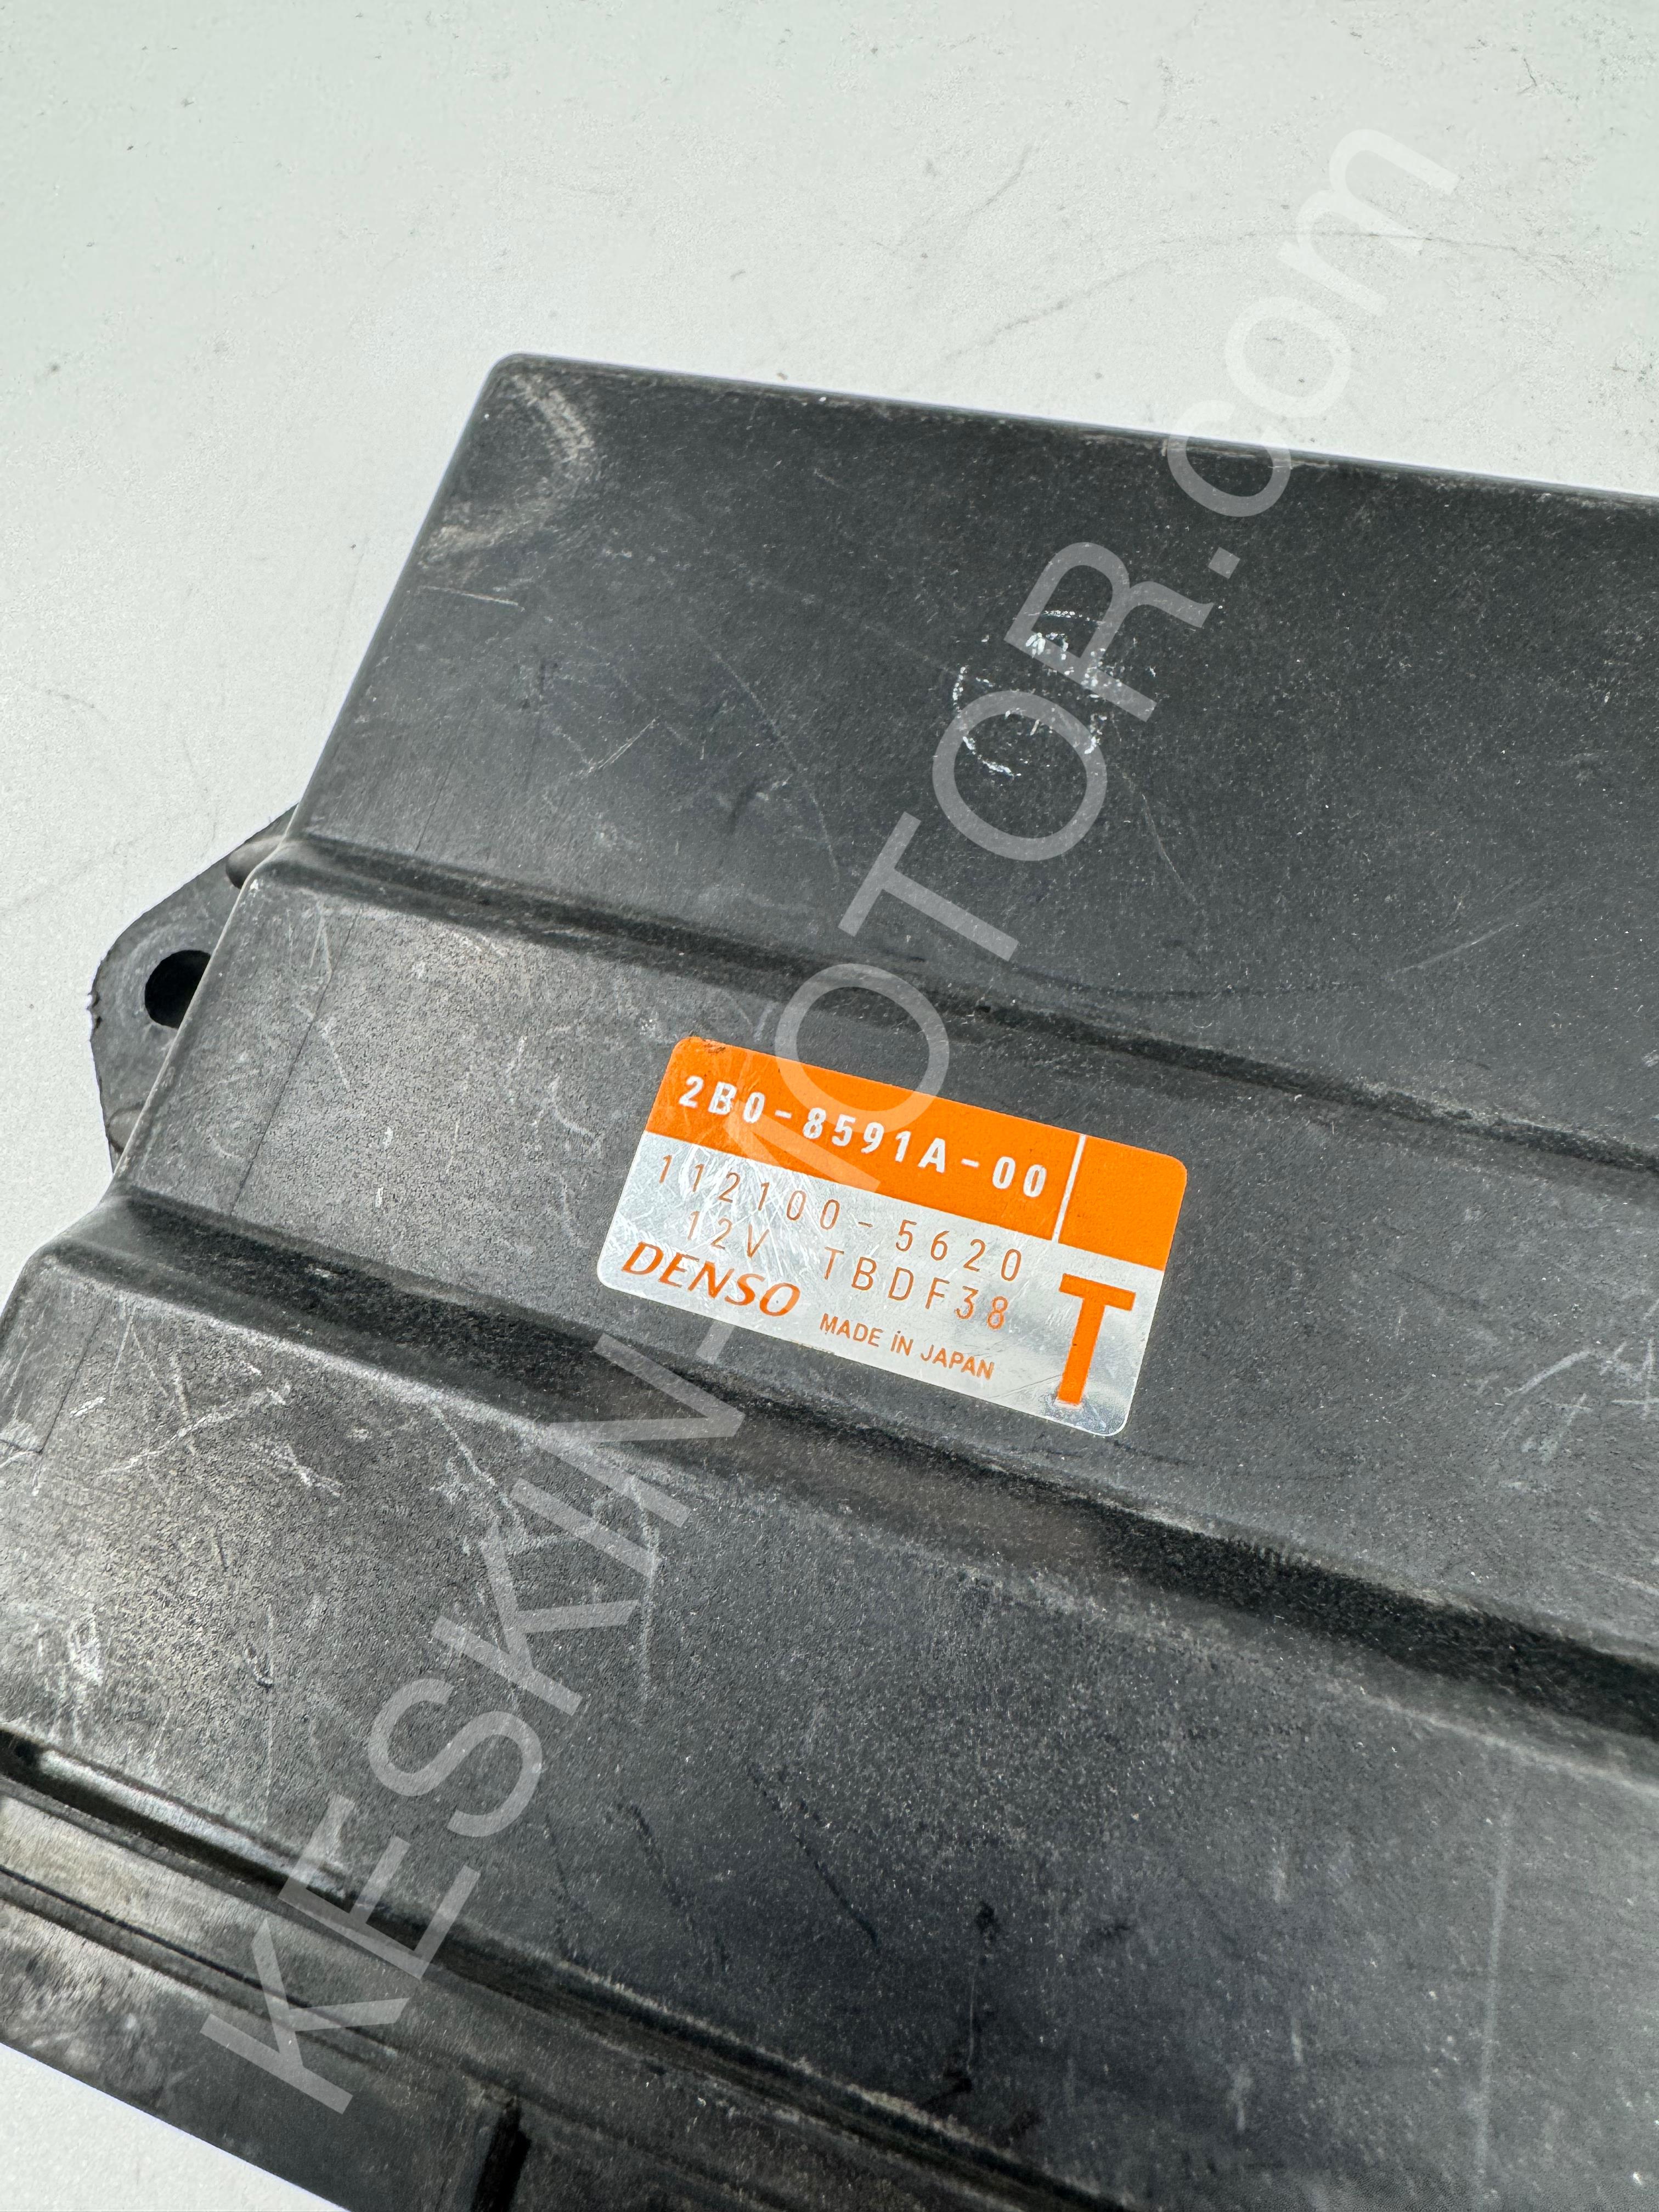 2B0-8591A-00
112100-5620
12V TBDF38
DENSO MADE IN JAPAN T
KESKIN-MOTOR.com